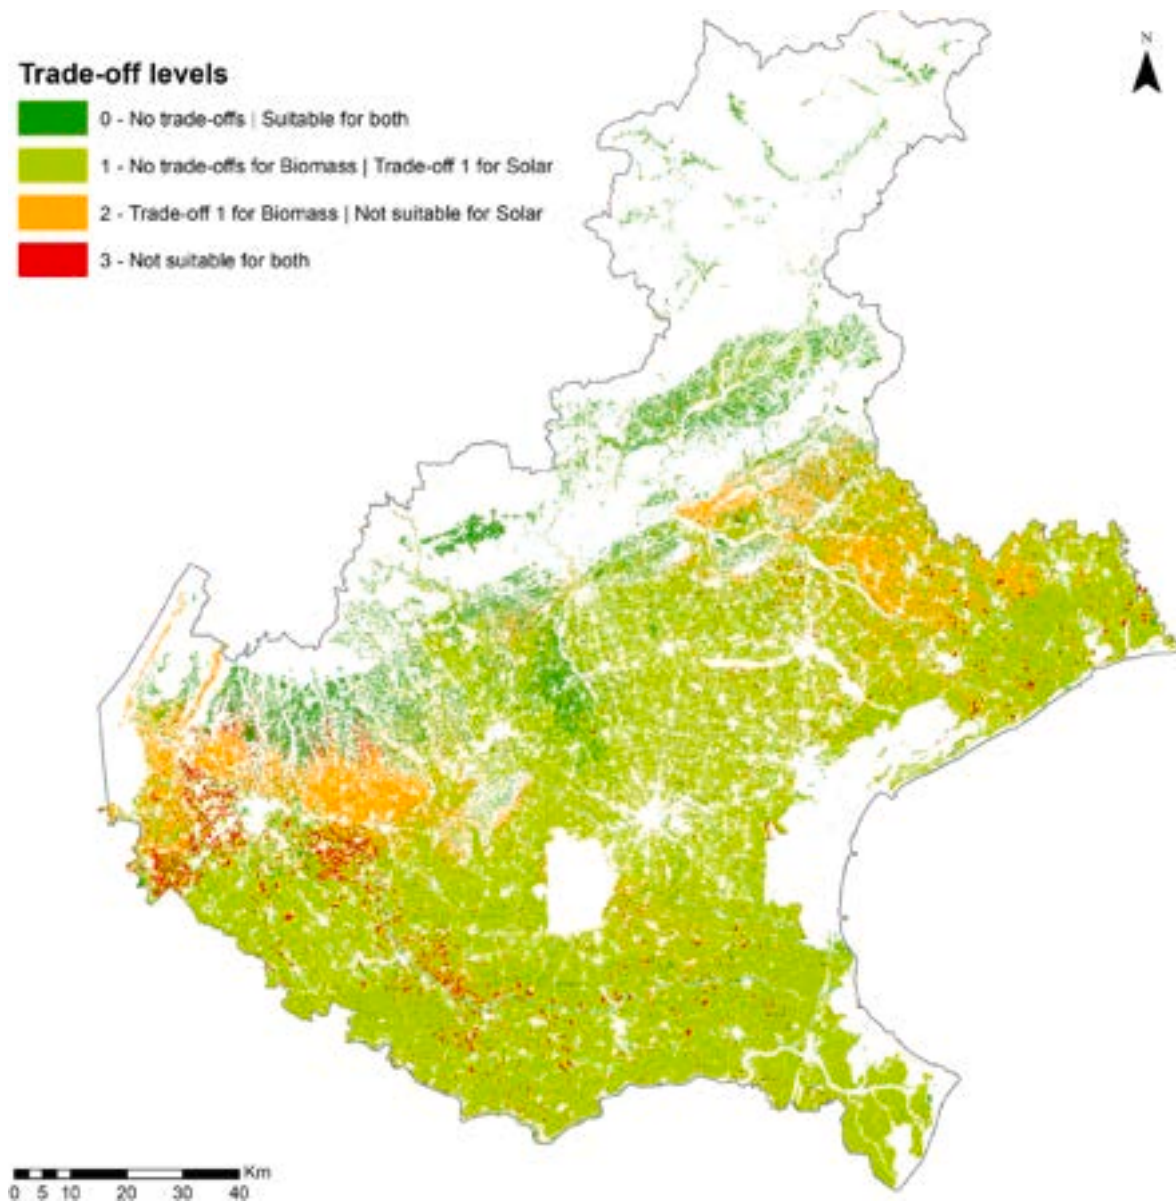 N
Trade-off levels
0 - No trade-offs | Suitable for both
1 - No trade-offs for Biomass | Trade-off 1 for Solar
2 - Trade-off 1 for Biomass | Not suitable for Solar
3 - Not suitable for both
Km
0 5 10 20 30 40